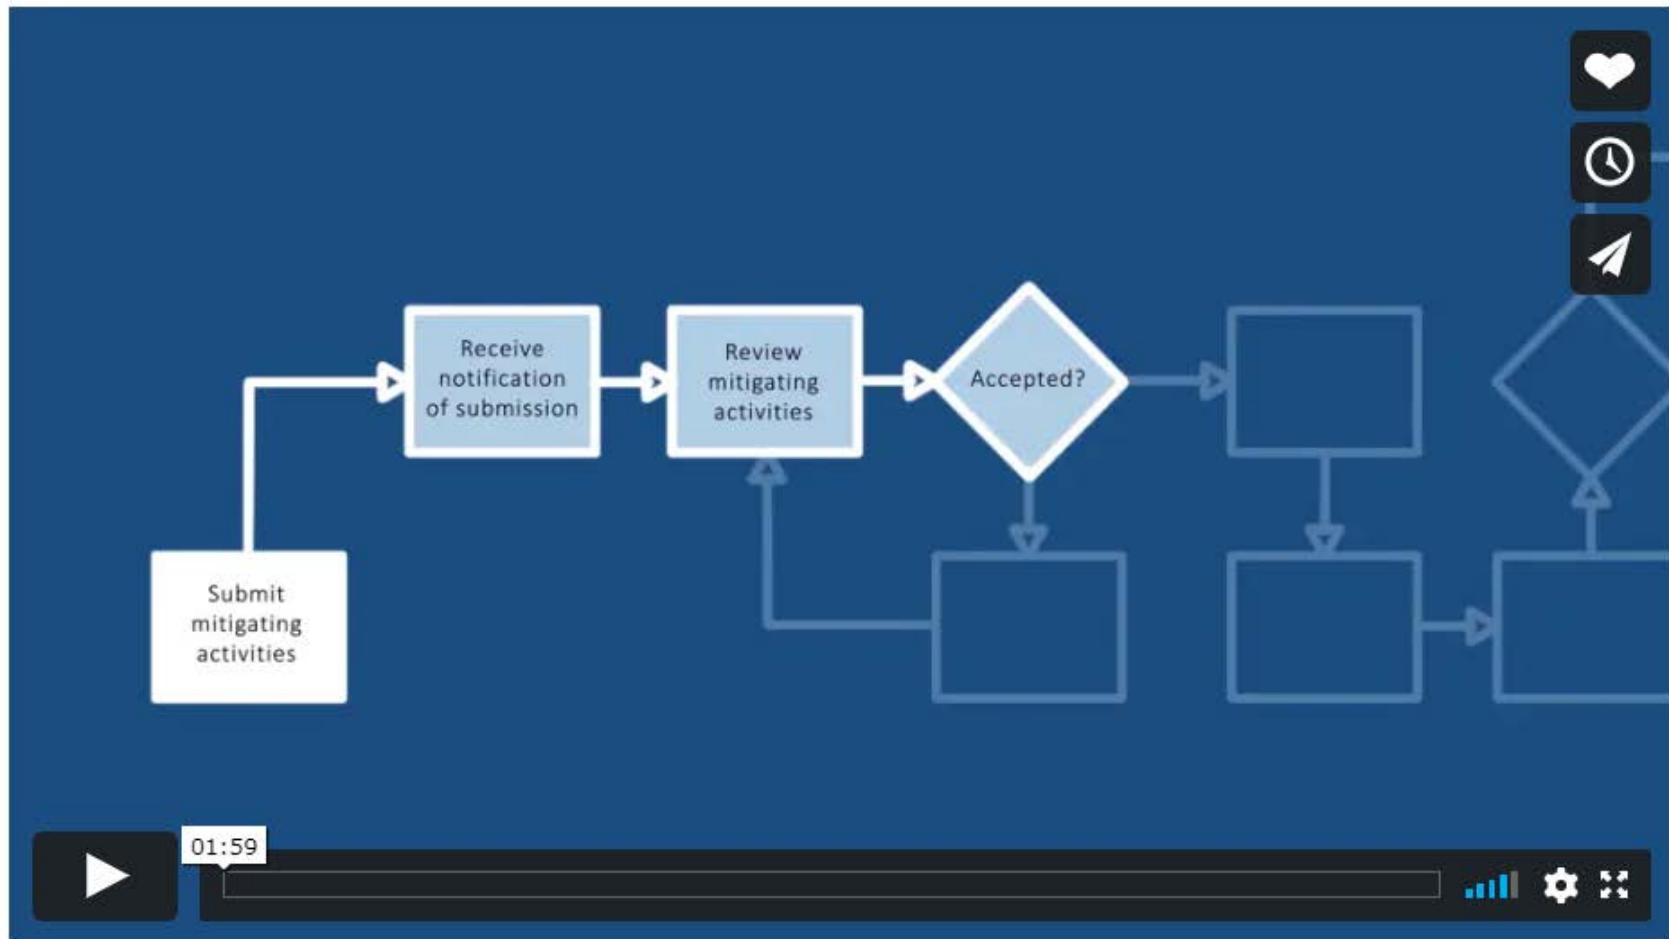 Receive
notification
of submission
Review
mitigating
activities
Accepted?
Submit
mitigating
activities
01:59